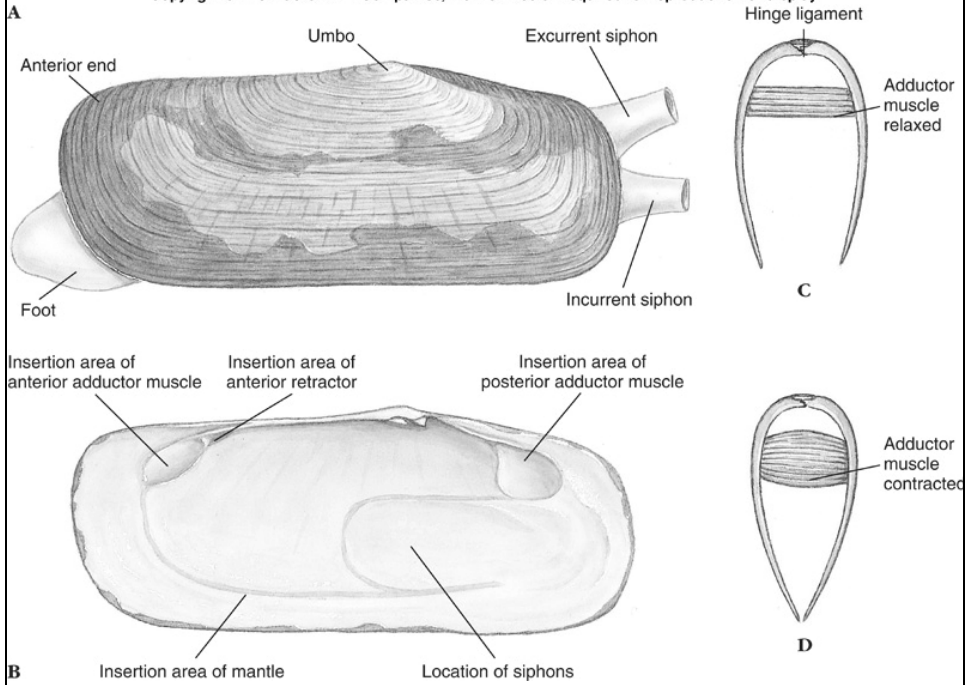 A
Anterior end
Umbo
Excurrent siphon
Foot
Incurrent siphon
Hinge ligament
Adductor
muscle
relaxed
C
Insertion area of
anterior adductor muscle
Insertion area of
anterior retractor
Insertion area of
posterior adductor muscle
Insertion area of mantle
Location of siphons
B
Adductor
muscle
contracted
D